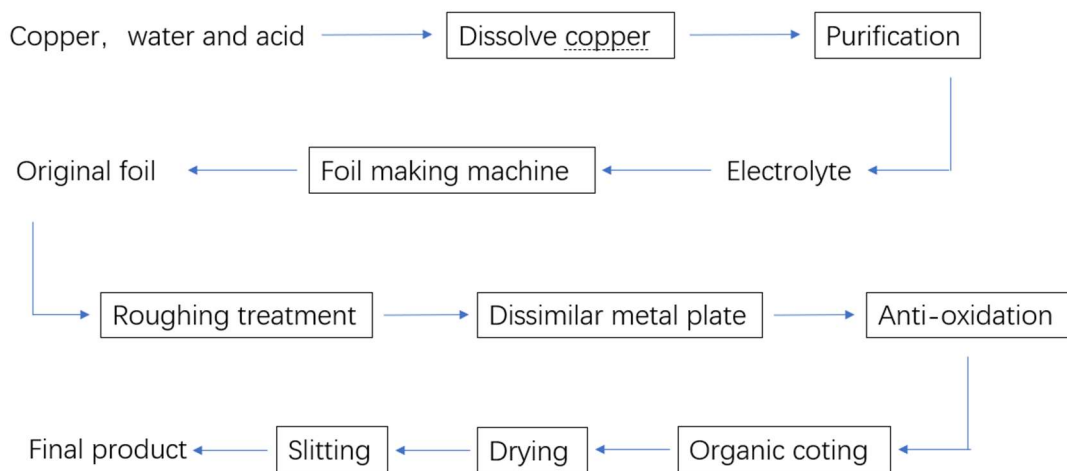 Copper, water and acid
Dissolve copper
Purification
Electrolyte
Foil making machine
Original foil
Roughing treatment
Dissimilar metal plate
Anti-oxidation
Organic coting
Drying
Slitting
Final product